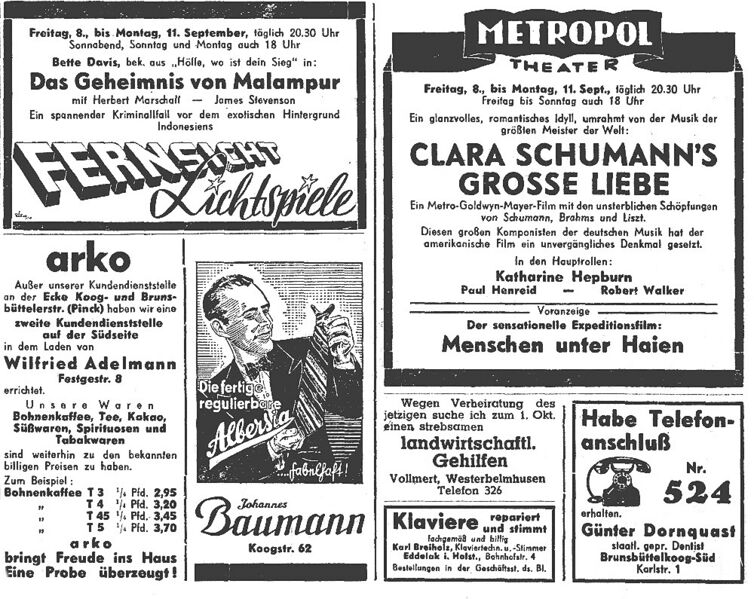 Freitag, 8., bis Montag, 11. September, täglich 20.30 Uhr
Sonnabend, Sonntag und Montag auch 18 Uhr
Bette Davis, bek. aus „Hölle, wo ist dein Sieg" in:
Das Geheimnis von Malampur
mit Herbert Marschall — James Stevenson
Ein spannender Kriminalfall vor dem exotischen Hintergrund
Indonesiens
FERNSICHT
Lichtspiele
METROPOL
THEATER
Freitag, 8., bis Montag, 11. Sept., täglich 20.30 Uhr
Freitag bis Sonntag auch 18 Uhr
Ein glanzvolles, romantisches Idyll, umrahmt von der Musik der
größten Meister der Welt:
CLARA SCHUMANN'S
GROSSE LIEBE
Ein Metro-Goldwyn-Mayer-Film mit den unsterblichen Schöpfungen
von Schumann, Brahms und Liszt.
Diesen großen Komponisten der deutschen Musik hat der
amerikanische Film ein unvergängliches Denkmal gesetzt.
In den Hauptrollen:
Katharine Hepburn
Paul Henreid — Robert Walker
Voranzeige
Der sensationelle Expeditionsfilm:
Menschen unter Haien
arko
Außer unserer Kundendienststelle
an der Ecke Koog- und Bruns-
büttelerstr. (Pinck) haben wir eine
zweite Kundendienststelle
auf der Südseite
in dem Laden von
Wilfried Adelmann
Festgestr. 8
errichtet.
Unsere Waren
Bohnenkaffee, Tee, Kakao,
Süßwaren, Spirituosen und
Tabakwaren
sind weiterhin zu den bekannten
billigen Preisen zu haben.
Zum Beispiel:
Bohnenkaffee T 3 ¼ Pfd. 2,95
„ T 4 ¼ Pfd. 3,20
„ T 45 ¼ Pfd. 3,45
„ T 5 ¼ Pfd. 3,70
arko
bringt Freude ins Haus
Eine Probe überzeugt!
Die fertige
regulierbare
Alberska
...fabelhaft!
Johannes
Baumann
Koogstr. 62
Wegen Verheiratung des
jetzigen suche ich zum 1. Okt.
einen strebsamen
landwirtschaftl.
Gehilfen
Vollmert, Westerbelmhusen
Telefon 326
Klaviere repariert
und stimmt
fachgemäß und billig
Karl Breiholz, Klaviertechn. u. -Stimmer
Eddelak i. Holst., Bahnhofstr. 4
Bestellungen in der Geschäftsst. ds. Bl.
Habe Telefon-
anschluß
Nr.
524
erhalten.
Günter Dornquast
staatl. gepr. Dentist
Brunsbüttelkoog-Süd
Karlstr. 1